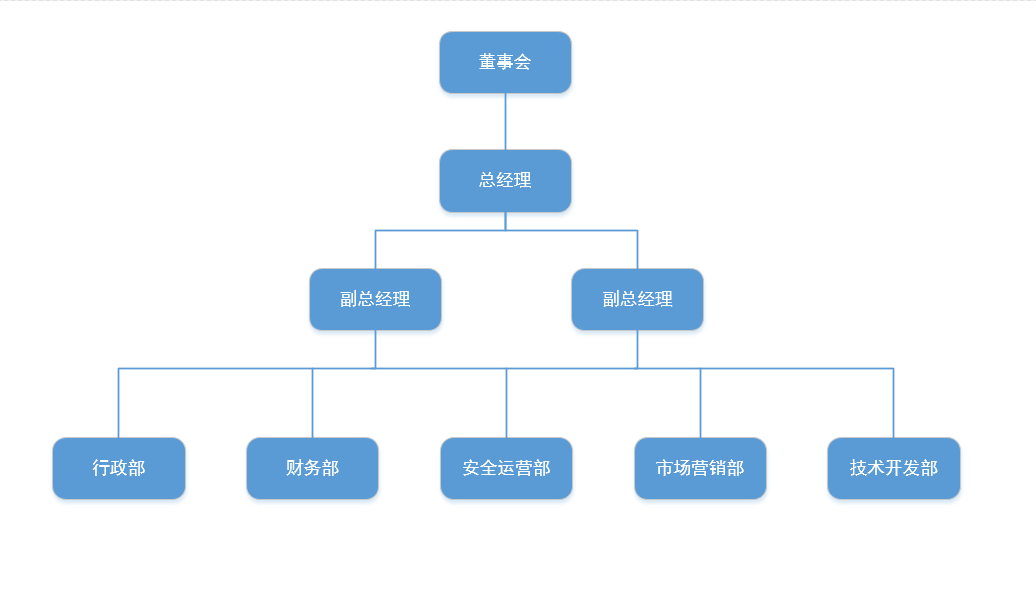 董事会
总经理
副总经理
副总经理
行政部
财务部
安全运营部
市场营销部
技术开发部